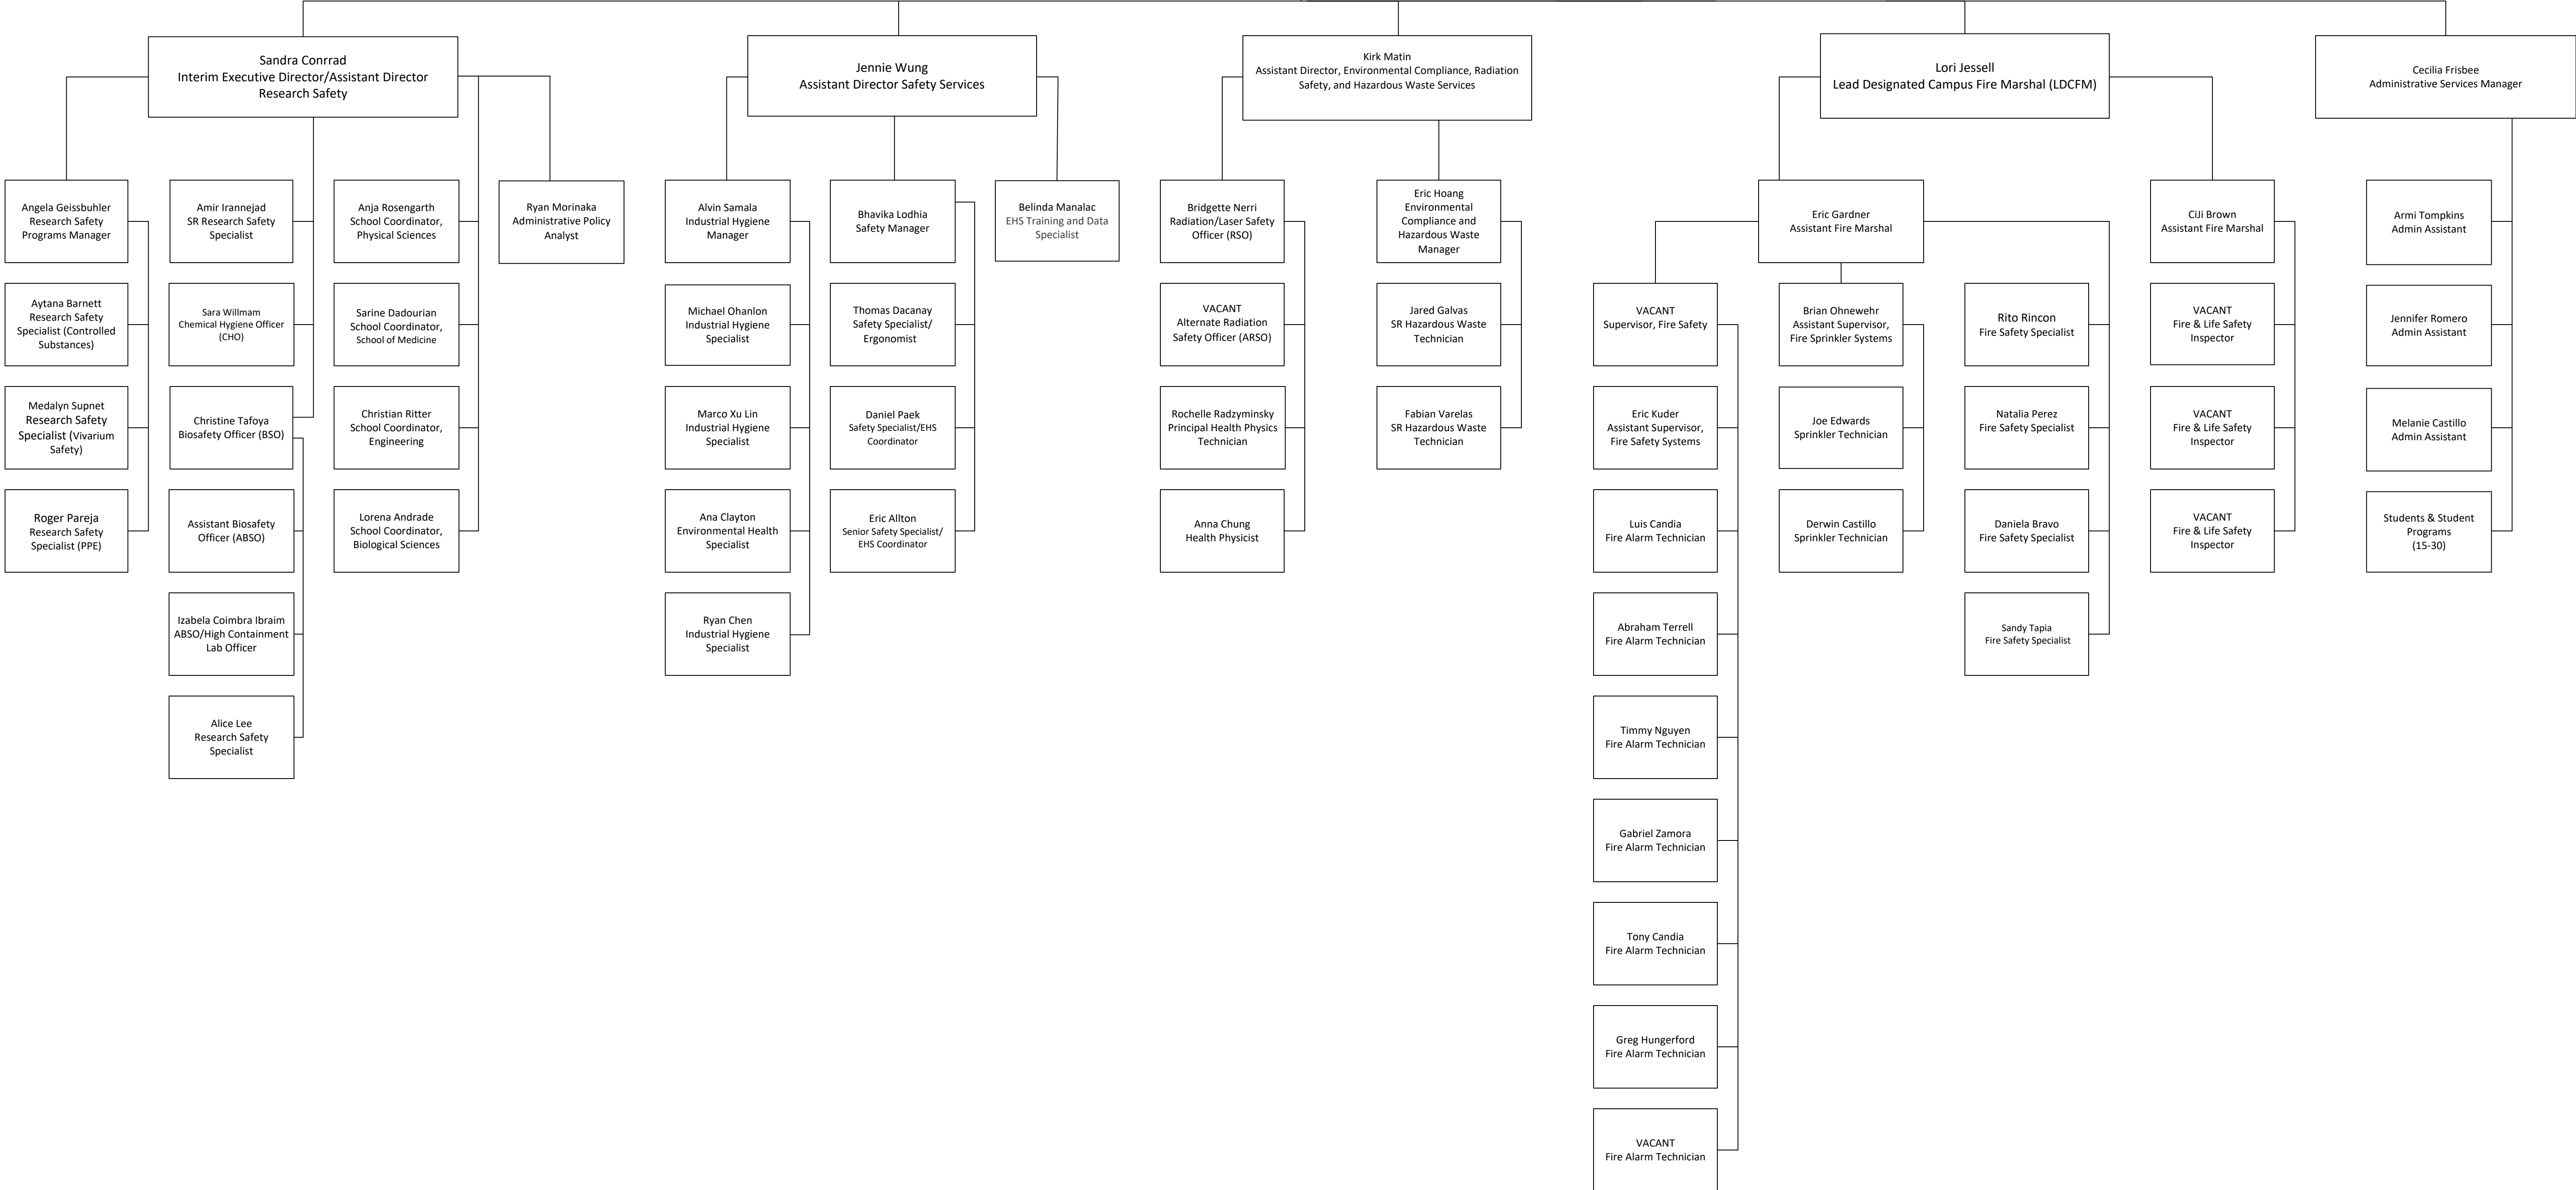 Sandra Conrrad
Interim Executive Director/Assistant Director
Research Safety
Jennie Wung
Assistant Director Safety Services
Kirk Matin
Assistant Director, Environmental Compliance, Radiation
Safety, and Hazardous Waste Services
Lori Jessell
Lead Designated Campus Fire Marshal (LDCFM)
Cecilia Frisbee
Administrative Services Manager
Angela Geissbuhler
Research Safety
Programs Manager
Aytana Barnett
Research Safety
Specialist (Controlled
Substances)
Medalyn Supnet
Research Safety
Specialist (Vivarium
Safety)
Roger Pareja
Research Safety
Specialist (PPE)
Amir Irannejad
SR Research Safety
Specialist
Sara Willmam
Chemical Hygiene Officer
(CHO)
Christine Tafoya
Biosafety Officer (BSO)
Assistant Biosafety
Officer (ABSO)
Izabela Coimbra Ibraim
ABSO/High Containment
Lab Officer
Alice Lee
Research Safety
Specialist
Anja Rosengarth
School Coordinator,
Physical Sciences
Sarine Dadourian
School Coordinator,
School of Medicine
Christian Ritter
School Coordinator,
Engineering
Lorena Andrade
School Coordinator,
Biological Sciences
Ryan Morinaka
Administrative Policy
Analyst
Alvin Samala
Industrial Hygiene
Manager
Michael Ohanlon
Industrial Hygiene
Specialist
Marco Xu Lin
Industrial Hygiene
Specialist
Ana Clayton
Environmental Health
Specialist
Ryan Chen
Industrial Hygiene
Specialist
Bhavika Lodhia
Safety Manager
Thomas Dacanay
Safety Specialist/
Ergonomist
Daniel Paek
Safety Specialist/EHS
Coordinator
Eric Allton
Senior Safety Specialist/
EHS Coordinator
Belinda Manalac
EHS Training and Data
Specialist
Bridgette Nerri
Radiation/Laser Safety
Officer (RSO)
VACANT
Alternate Radiation
Safety Officer (ARSO)
Rochelle Radzyminsky
Principal Health Physics
Technician
Anna Chung
Health Physicist
Eric Hoang
Environmental
Compliance and
Hazardous Waste
Manager
Jared Galvas
SR Hazardous Waste
Technician
Fabian Varelas
SR Hazardous Waste
Technician
Eric Gardner
Assistant Fire Marshal
VACANT
Supervisor, Fire Safety
Eric Kuder
Assistant Supervisor,
Fire Safety Systems
Luis Candia
Fire Alarm Technician
Abraham Terrell
Fire Alarm Technician
Timmy Nguyen
Fire Alarm Technician
Gabriel Zamora
Fire Alarm Technician
Tony Candia
Fire Alarm Technician
Greg Hungerford
Fire Alarm Technician
VACANT
Fire Alarm Technician
Brian Ohnewehr
Assistant Supervisor,
Fire Sprinkler Systems
Joe Edwards
Sprinkler Technician
Derwin Castillo
Sprinkler Technician
Rito Rincon
Fire Safety Specialist
Natalia Perez
Fire Safety Specialist
Daniela Bravo
Fire Safety Specialist
Sandy Tapia
Fire Safety Specialist
CiJi Brown
Assistant Fire Marshal
VACANT
Fire & Life Safety
Inspector
VACANT
Fire & Life Safety
Inspector
VACANT
Fire & Life Safety
Inspector
Armi Tompkins
Admin Assistant
Jennifer Romero
Admin Assistant
Melanie Castillo
Admin Assistant
Students & Student
Programs
(15-30)